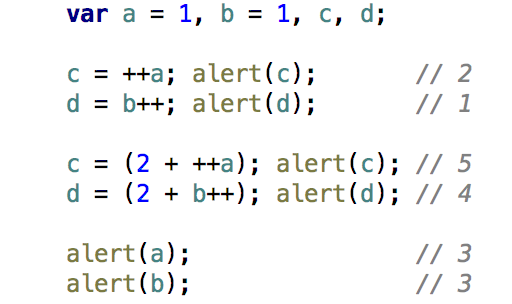 var a = 1, b = 1, c, d;
c = ++a; alert(c); // 2
d = b++; alert(d); // 1
c = (2 + ++a); alert(c); // 5
d = (2 + b++); alert(d); // 4
alert(a); // 3
alert(b); // 3